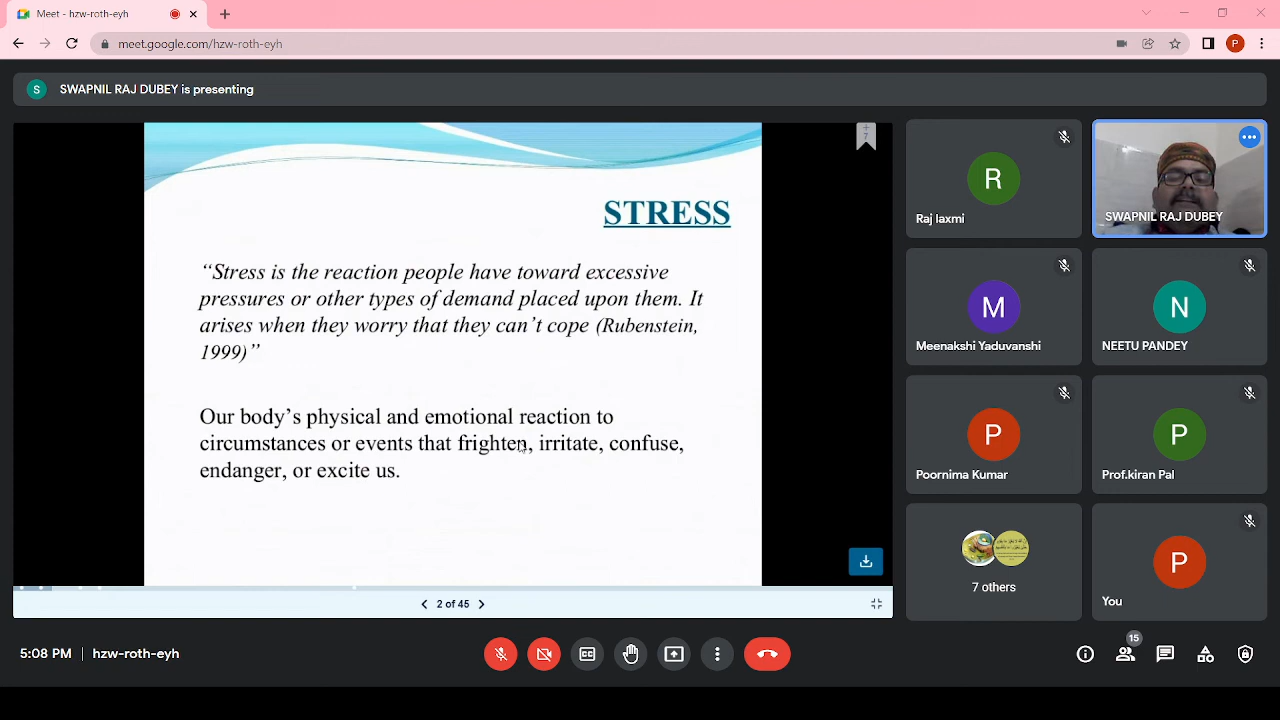 Meet - hzw-roth-eyh
meet.google.com/hzw-roth-eyh
P
S
SWAPNIL RAJ DUBEY is presenting
7
STRESS
“Stress is the reaction people have toward excessive
pressures or other types of demand placed upon them. It
arises when they worry that they can’t cope (Rubenstein,
1999)”
Our body’s physical and emotional reaction to
circumstances or events that frighten, irritate, confuse,
endanger, or excite us.
2 of 45
R
Raj laxmi
SWAPNIL RAJ DUBEY
M
Meenakshi Yaduvanshi
N
NEETU PANDEY
P
Poornima Kumar
P
Prof.kiran Pal
7 others
P
You
5:08 PM
hzw-roth-eyh
15